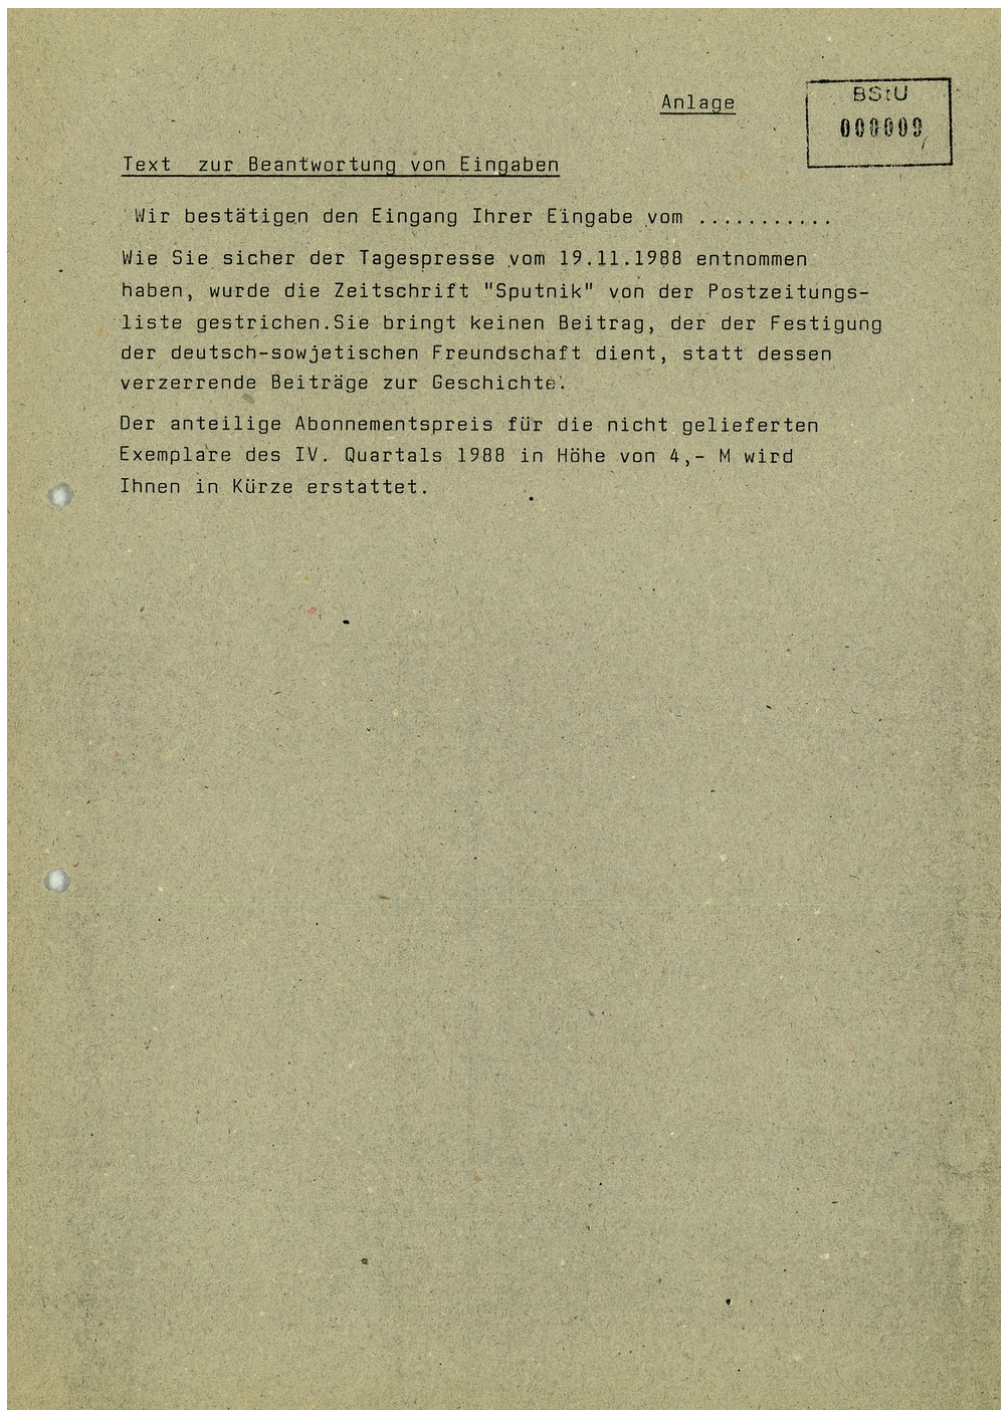 Anlage
BStU
000009
Text zur Beantwortung von Eingaben
Wir bestätigen den Eingang Ihrer Eingabe vom ...........
Wie Sie sicher der Tagespresse vom 19.11.1988 entnommen
haben, wurde die Zeitschrift "Sputnik" von der Postzeitungs-
liste gestrichen.Sie bringt keinen Beitrag, der der Festigung
der deutsch-sowjetischen Freundschaft dient, statt dessen
verzerrende Beiträge zur Geschichte.
Der anteilige Abonnementspreis für die nicht gelieferten
Exemplare des IV. Quartals 1988 in Höhe von 4,- M wird
Ihnen in Kürze erstattet.